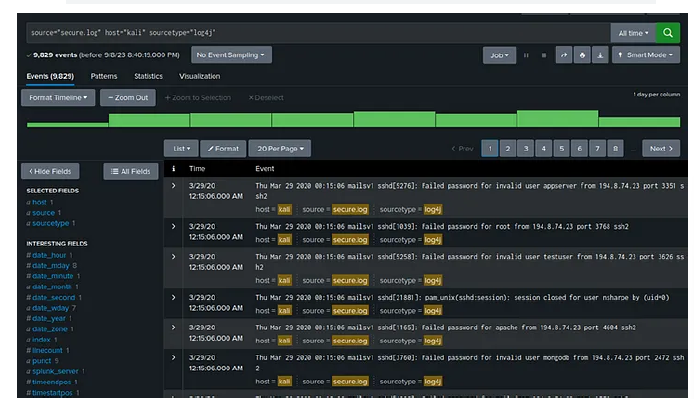 source="secure.log" host="kali" sourcetype="log4j"
All time
9,829 events (before 9/8/23 8:40:15.000 PM)
No Event Sampling
Job
Smart Mode
Events (9,829)
Patterns
Statistics
Visualization
Format Timeline
– Zoom Out
+ Zoom to Selection
× Deselect
1 day per column
List
Format
20 Per Page
< Prev
1
2
3
4
5
6
7
8
...
Next >
< Hide Fields
All Fields
i
Time
Event
SELECTED FIELDS
a host 1
a source 1
a sourcetype 1
INTERESTING FIELDS
# date_hour 1
# date_mday 8
# date_minute 1
a date_month 1
# date_second 1
a date_wday 7
# date_year 1
a date_zone 1
a index 1
# linecount 1
a punct 9
a splunk_server 1
# timeendpos 1
# timestartpos 1
3/29/20
12:15:06.000 AM
Thu Mar 29 2020 00:15:06 mailsv1 sshd[5276]: Failed password for invalid user appserver from 194.8.74.23 port 3351 s
sh2
host = kali source = secure.log sourcetype = log4j
3/29/20
12:15:06.000 AM
Thu Mar 29 2020 00:15:06 mailsv1 sshd[1039]: Failed password for root from 194.8.74.23 port 3768 ssh2
host = kali source = secure.log sourcetype = log4j
3/29/20
12:15:06.000 AM
Thu Mar 29 2020 00:15:06 mailsv1 sshd[5258]: Failed password for invalid user testuser from 194.8.74.23 port 3626 ss
h2
host = kali source = secure.log sourcetype = log4j
3/29/20
12:15:06.000 AM
Thu Mar 29 2020 00:15:06 mailsv1 pam_unix(sshd:session): session closed for user nsharpe by (uid=0)
host = kali source = secure.log sourcetype = log4j
3/29/20
12:15:06.000 AM
Thu Mar 29 2020 00:15:06 mailsv1 sshd[1165]: Failed password for apache from 194.8.74.23 port 4604 ssh2
host = kali source = secure.log sourcetype = log4j
3/29/20
12:15:06.000 AM
Thu Mar 29 2020 00:15:06 mailsv1 sshd[3760]: Failed password for invalid user mongodb from 194.8.74.23 port 2472 ssh
2
host = kali source = secure.log sourcetype = log4j